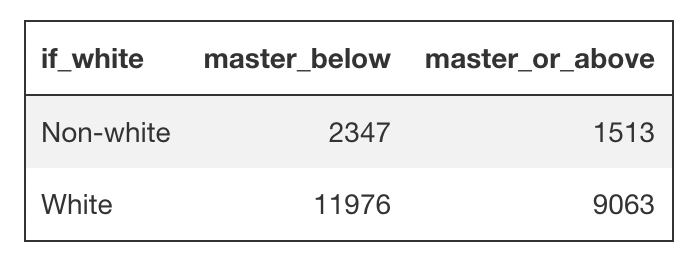 if_white master_below master_or_above
Non-white 2347 1513
White 11976 9063